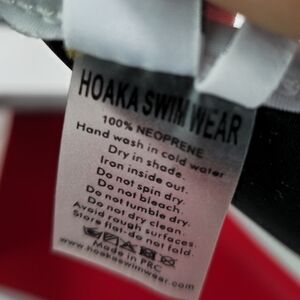 HOAKA SWIM WEAR
100% NEOPRENE
Hand wash in cold water
Dry in shade.
Iron inside out.
Do not spin dry.
Do not bleach.
Do not tumble dry.
Do not dry clean.
Avoid rough surfaces.
Store flat-do not fold.
Made in PRC
www.hoakaswimwear.com